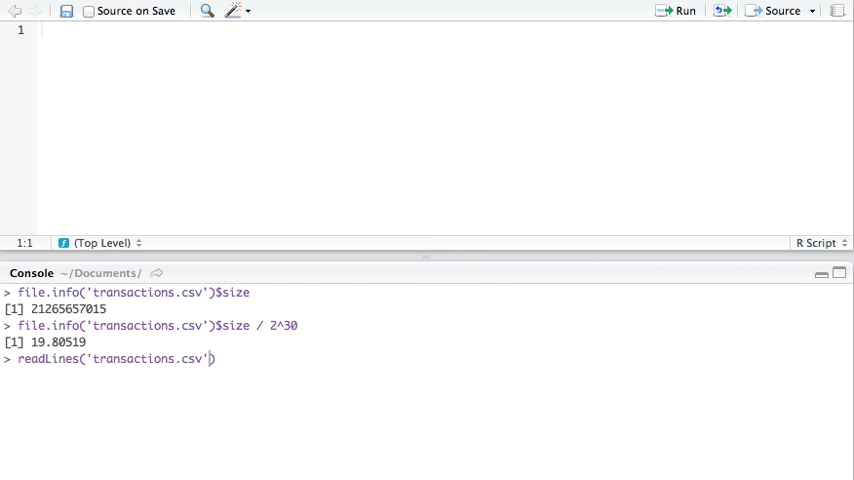 Source on Save Run Source
1
1:1 (Top Level) R Script
Console ~/Documents/
> file.info('transactions.csv')$size
[1] 21265657015
> file.info('transactions.csv')$size / 2^30
[1] 19.80519
> readLines('transactions.csv')